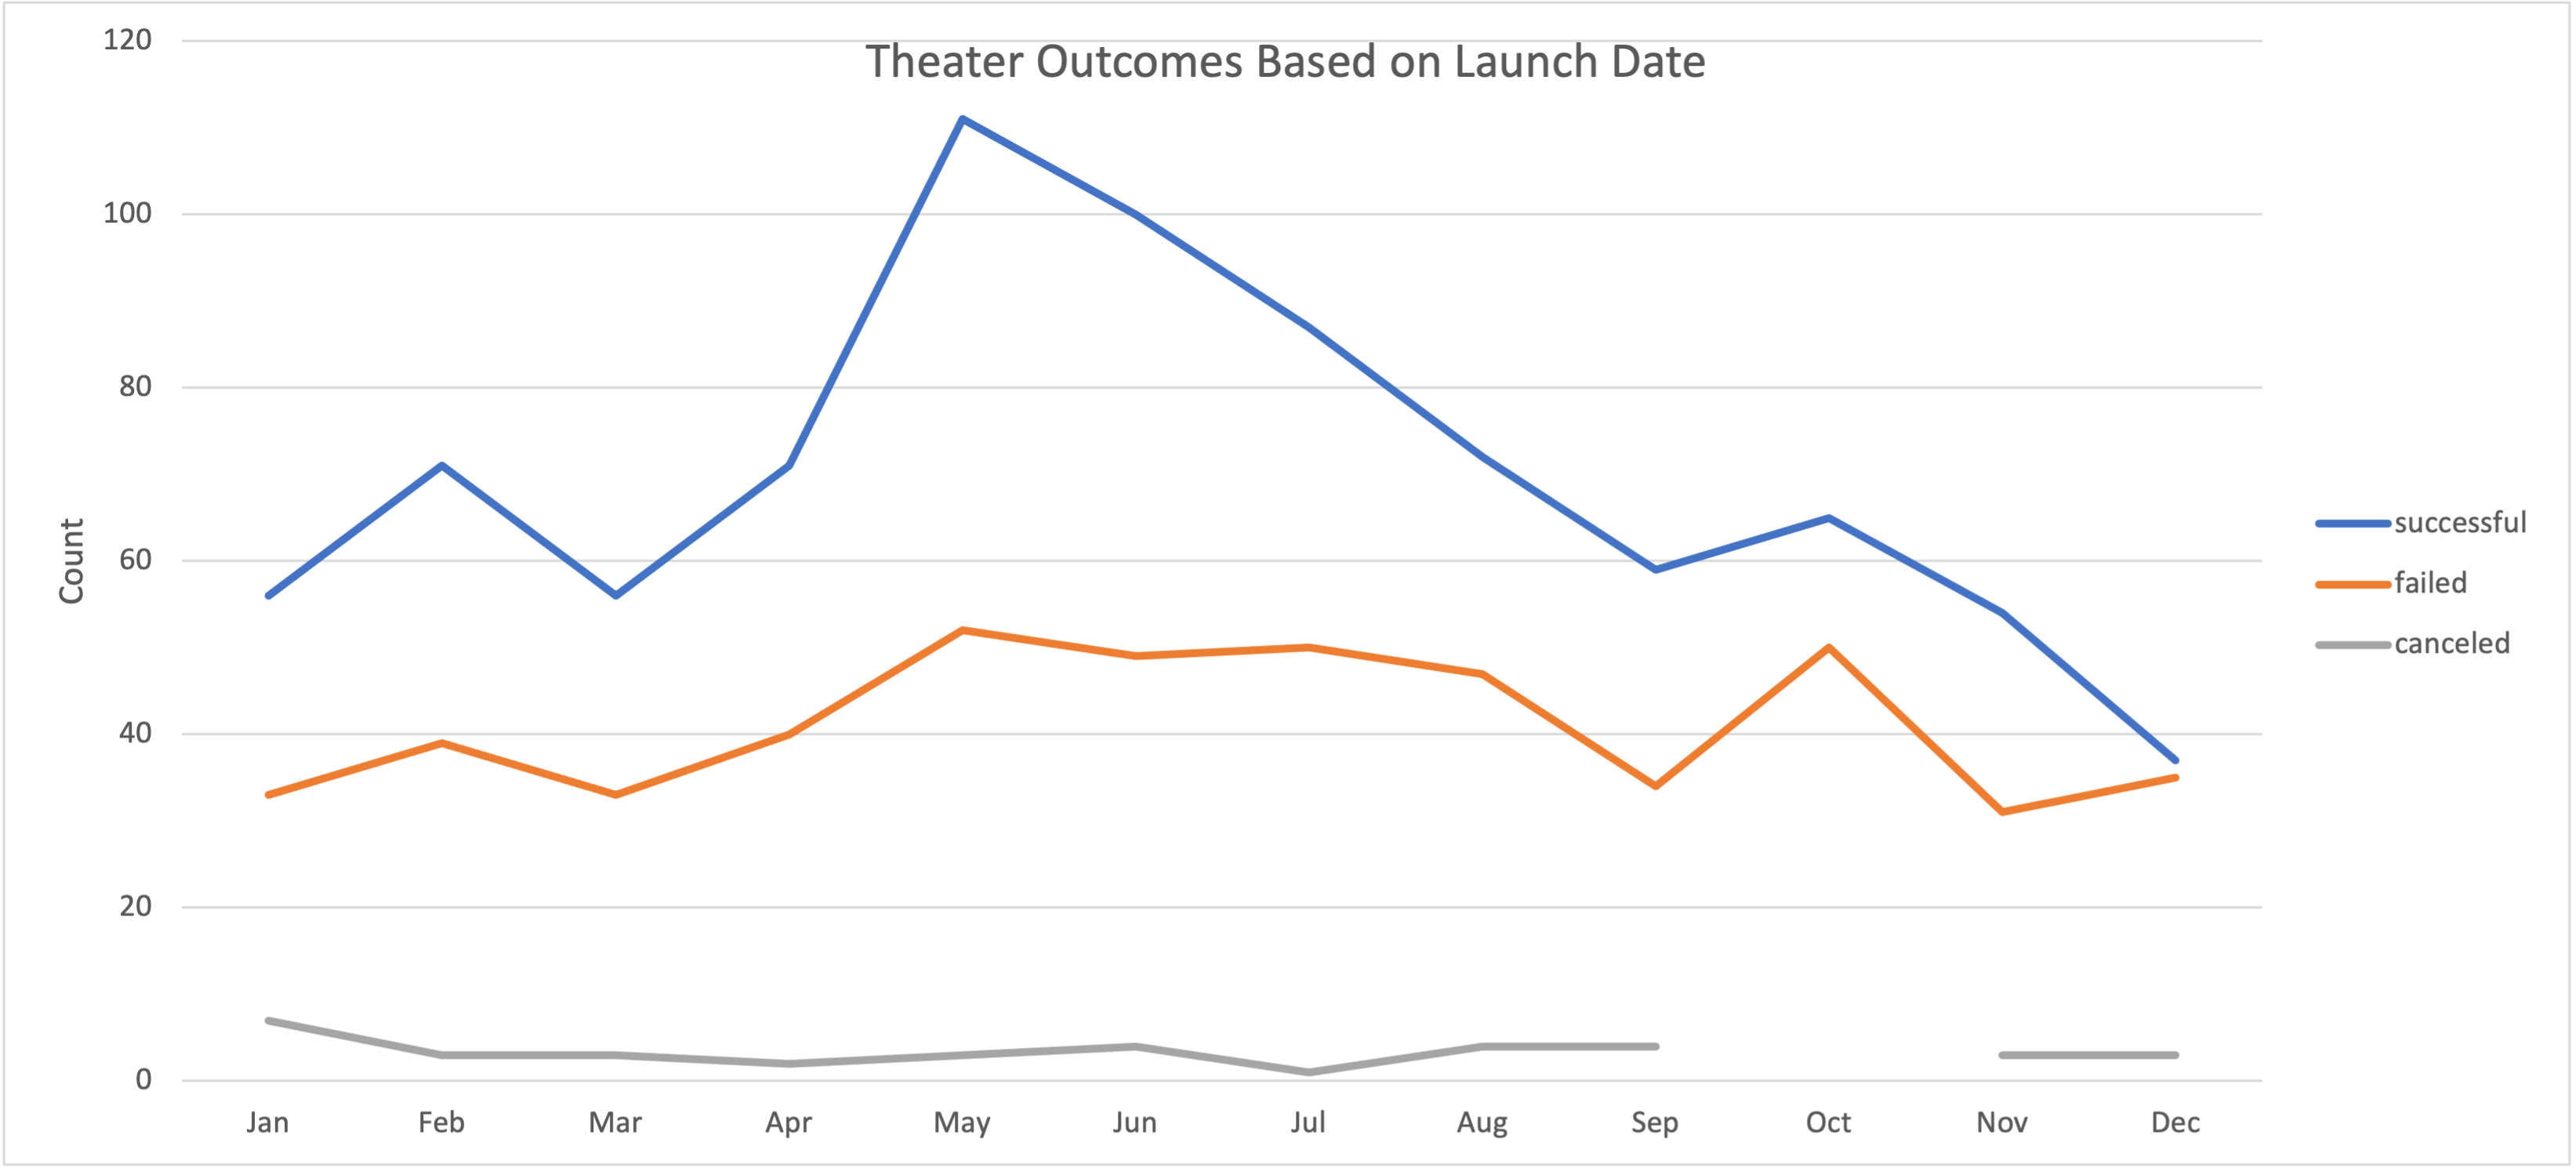 Theater Outcomes Based on Launch Date
120
100
80
60
40
20
0
Count
Jan Feb Mar Apr May Jun Jul Aug Sep Oct Nov Dec
successful
failed
canceled